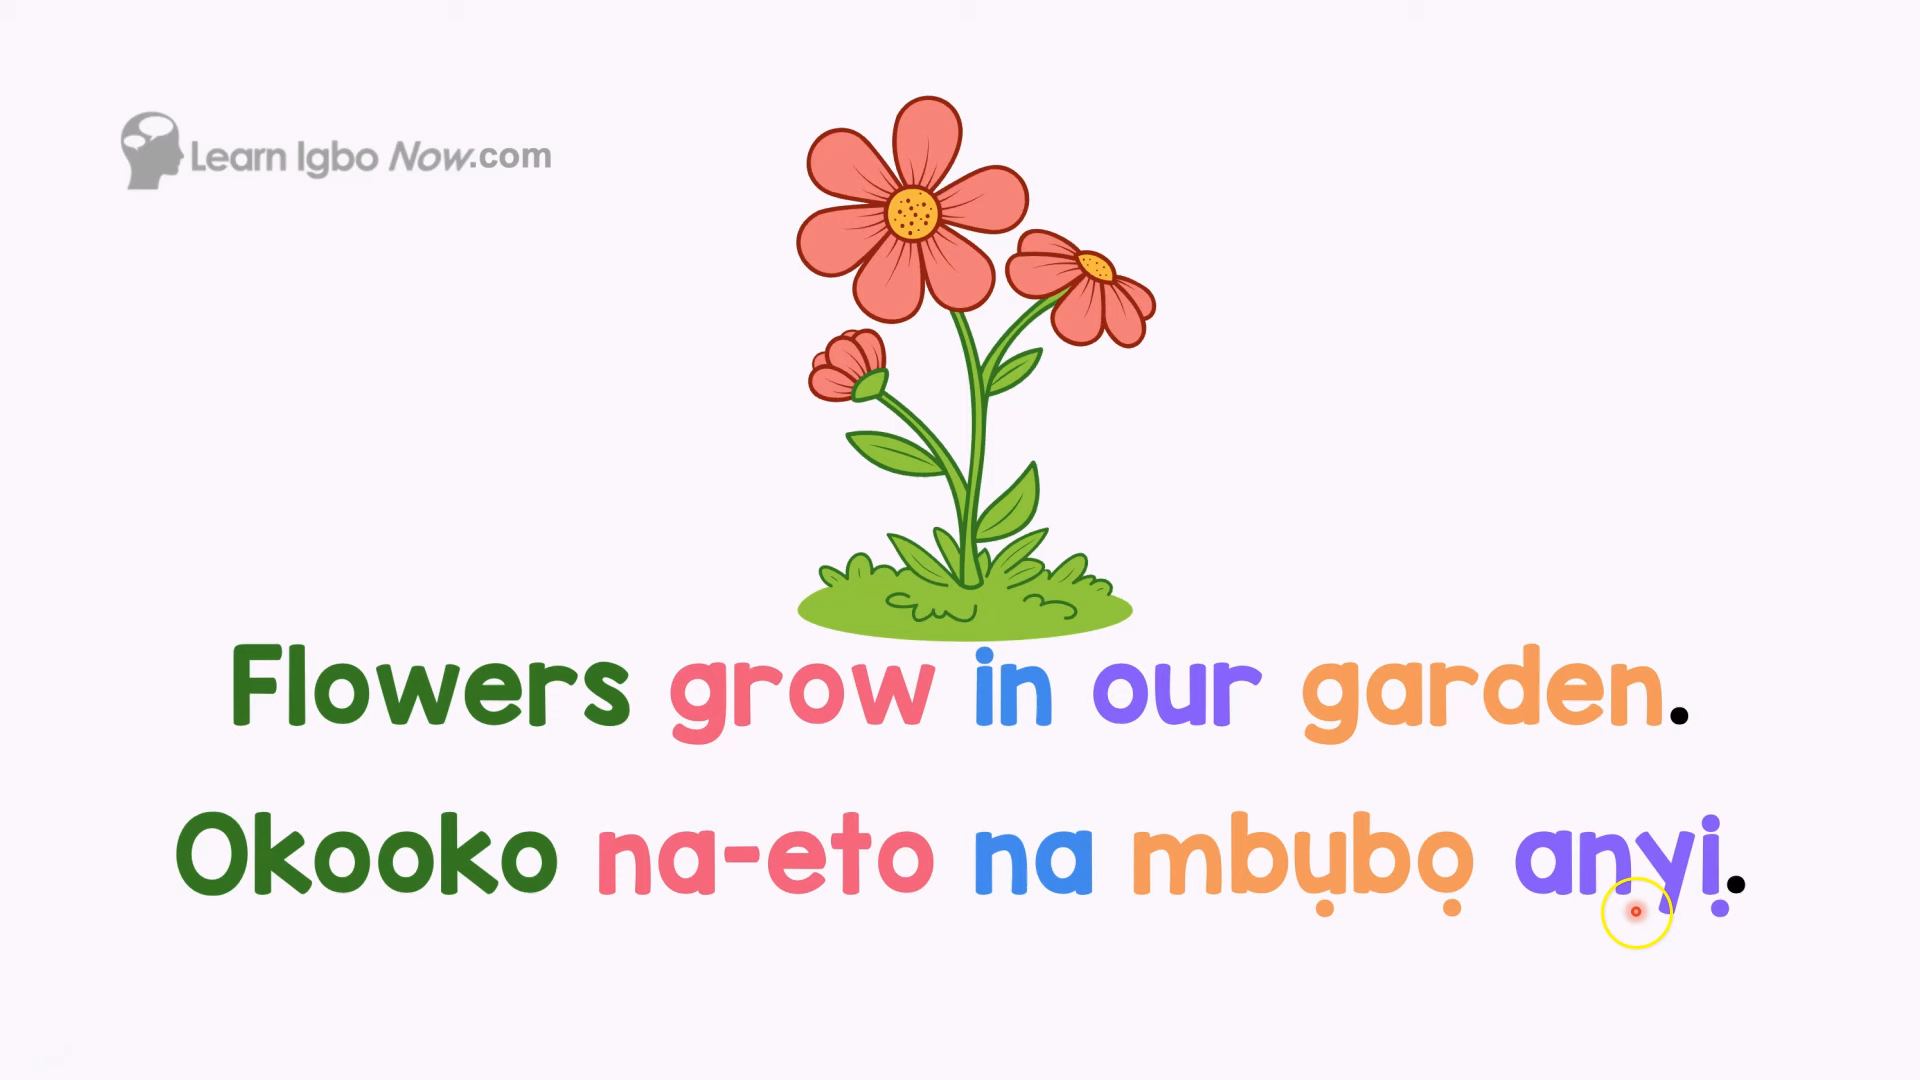 Learn Igbo Now.com
Flowers grow in our garden.
Okooko na-eto na mbụbọ anyị.